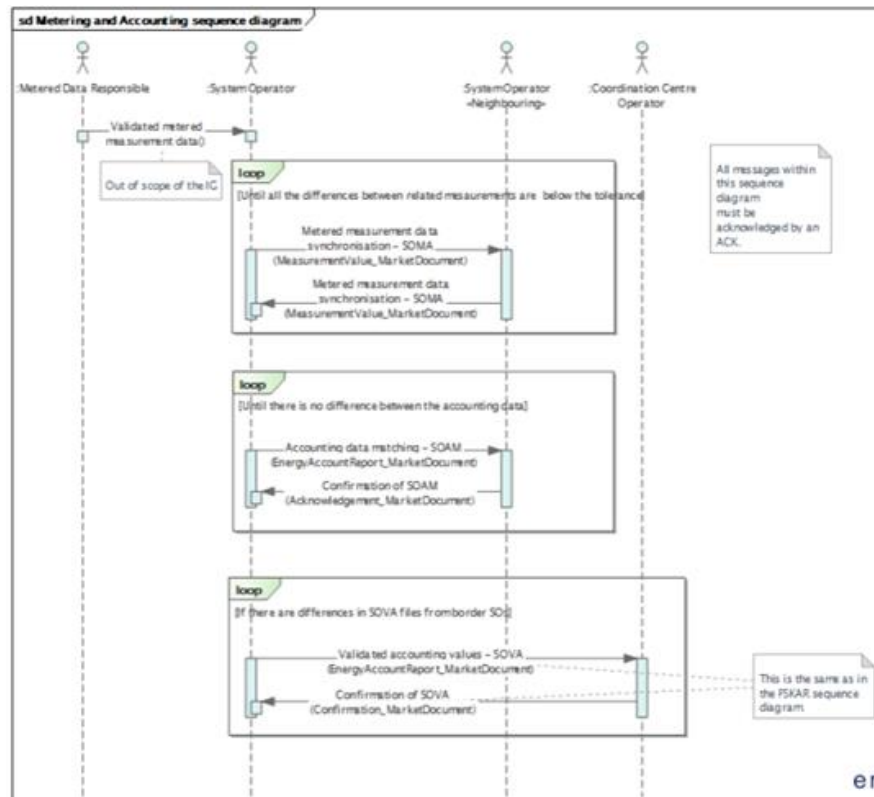 sd Metering and Accounting sequence diagram
:Metered Data Responsible
:SystemOperator
:SystemOperator
«Neighbouring»
:Coordination Centre
Operator
Validated metered
measurement data()
Out of scope of the IG
All messages within
this sequence
diagram
must be
acknowledged by an
ACK.
loop
[Until all the differences between related measurements are below the tolerance]
Metered measurement data
synchronisation – SOMA
(MeasurementValue_MarketDocument)
Metered measurement data
synchronisation – SOMA
(MeasurementValue_MarketDocument)
loop
[Until there is no difference between the accounting data]
Accounting data matching – SOAM
(EnergyAccountReport_MarketDocument)
Confirmation of SOAM
(Acknowledgement_MarketDocument)
loop
[If there are differences in SOVA files fromborder SOs]
Validated accounting values – SOVA
(EnergyAccountReport_MarketDocument)
Confirmation of SOVA
(Confirmation_MarketDocument)
This is the same as in
the FSKAR sequence
diagram.